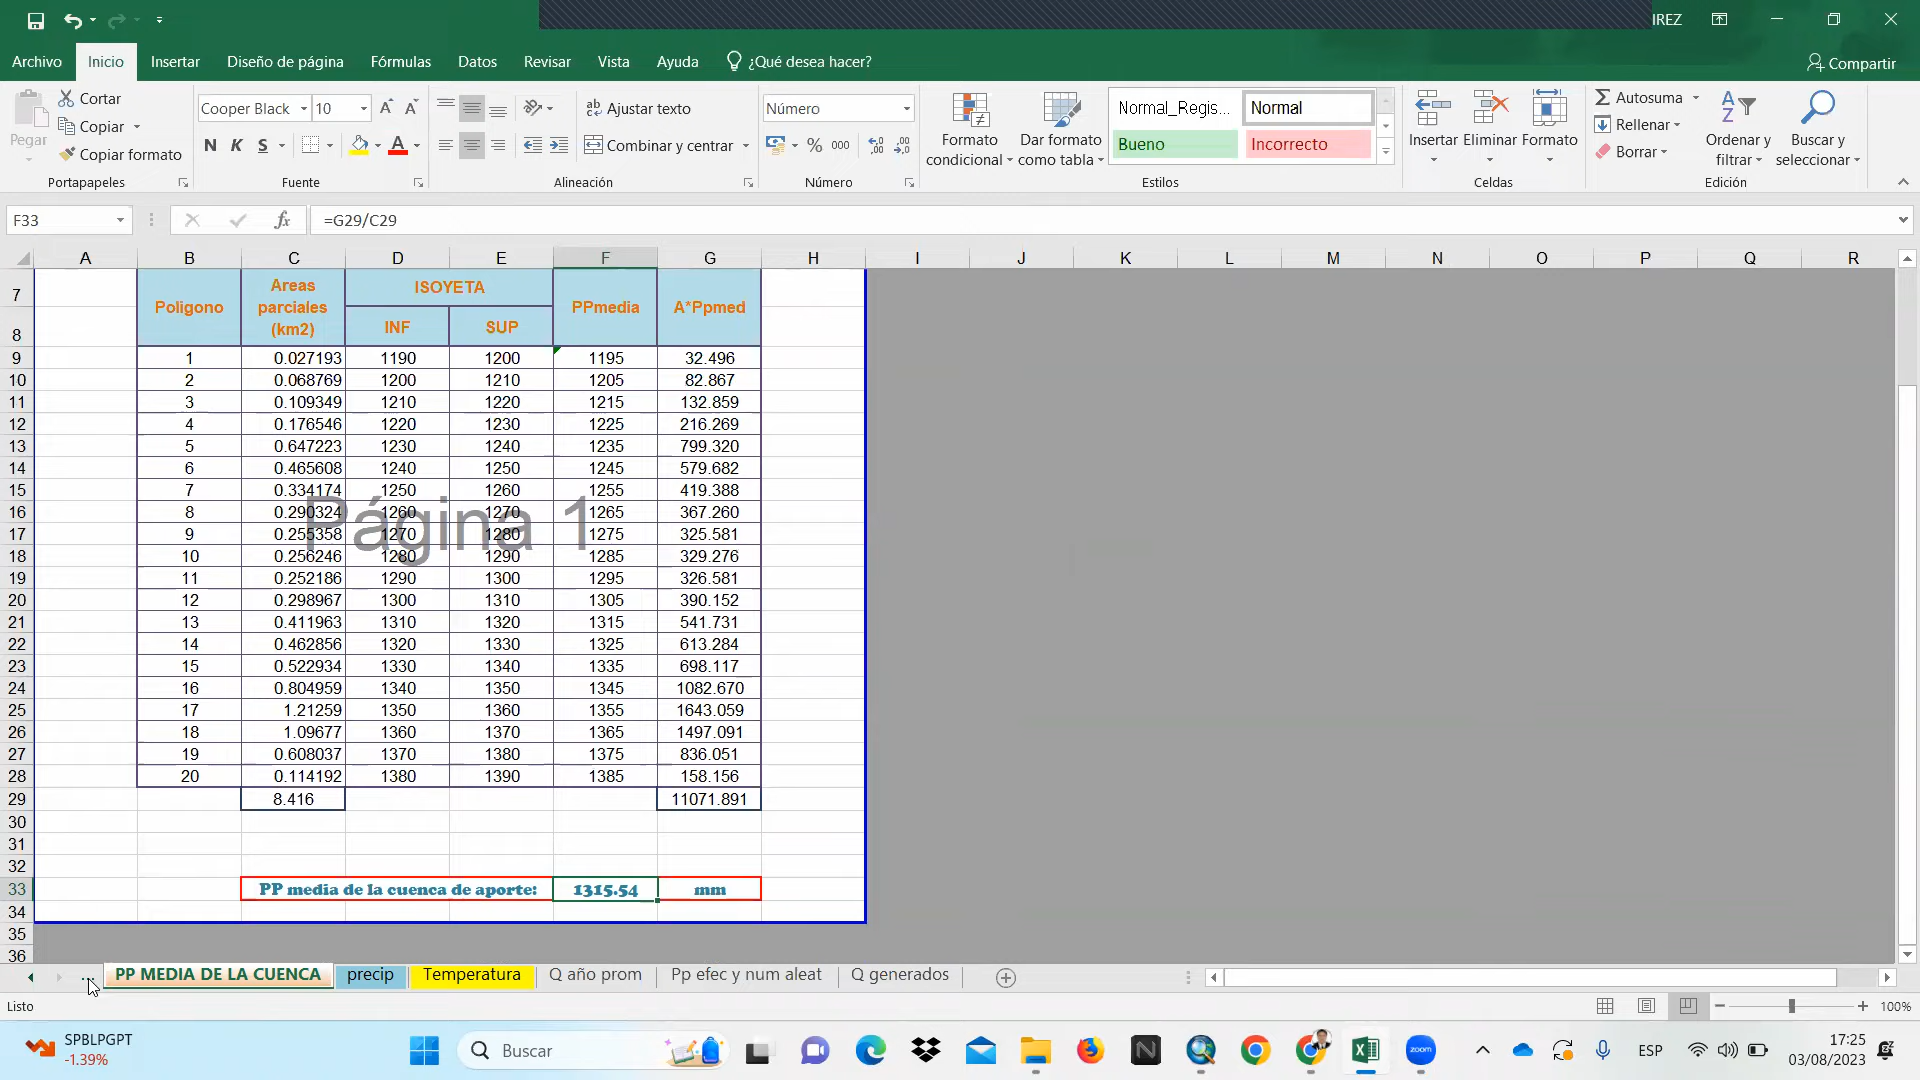 IREZ
Archivo Inicio Insertar Diseño de página Fórmulas Datos Revisar Vista Ayuda ¿Qué desea hacer? Compartir
Pegar
Cortar
Copiar
Copiar formato
Portapapeles
Cooper Black 10
N K S
Fuente
Ajustar texto
Combinar y centrar
Alineación
Número
% 000
Número
Formato condicional
Dar formato como tabla
Normal_Regis... Normal
Bueno Incorrecto
Estilos
Insertar Eliminar Formato
Celdas
Autosuma
Rellenar
Borrar
Ordenar y filtrar
Buscar y seleccionar
Edición
F33 fx =G29/C29
A B C D E F G H I J K L M N O P Q R
7 Poligono Areas parciales (km2) ISOYETA PPmedia A*Ppmed
8 INF SUP
9 1 0.027193 1190 1200 1195 32.496
10 2 0.068769 1200 1210 1205 82.867
11 3 0.109349 1210 1220 1215 132.859
12 4 0.176546 1220 1230 1225 216.269
13 5 0.647223 1230 1240 1235 799.320
14 6 0.465608 1240 1250 1245 579.682
15 7 0.334174 1250 1260 1255 419.388
16 8 0.290324 1260 1270 1265 367.260
Página 1
17 9 0.255358 1270 1280 1275 325.581
18 10 0.256246 1280 1290 1285 329.276
19 11 0.252186 1290 1300 1295 326.581
20 12 0.298967 1300 1310 1305 390.152
21 13 0.411963 1310 1320 1315 541.731
22 14 0.462856 1320 1330 1325 613.284
23 15 0.522934 1330 1340 1335 698.117
24 16 0.804959 1340 1350 1345 1082.670
25 17 1.21259 1350 1360 1355 1643.059
26 18 1.09677 1360 1370 1365 1497.091
27 19 0.608037 1370 1380 1375 836.051
28 20 0.114192 1380 1390 1385 158.156
29 8.416 11071.891
30
31
32
33 PP media de la cuenca de aporte: 1315.54 mm
34
35
36
... PP MEDIA DE LA CUENCA precip Temperatura Q año prom Pp efec y num aleat Q generados
Listo 100%
SPBLPGPT
-1.39%
Buscar
zoom
ESP
17:25
03/08/2023